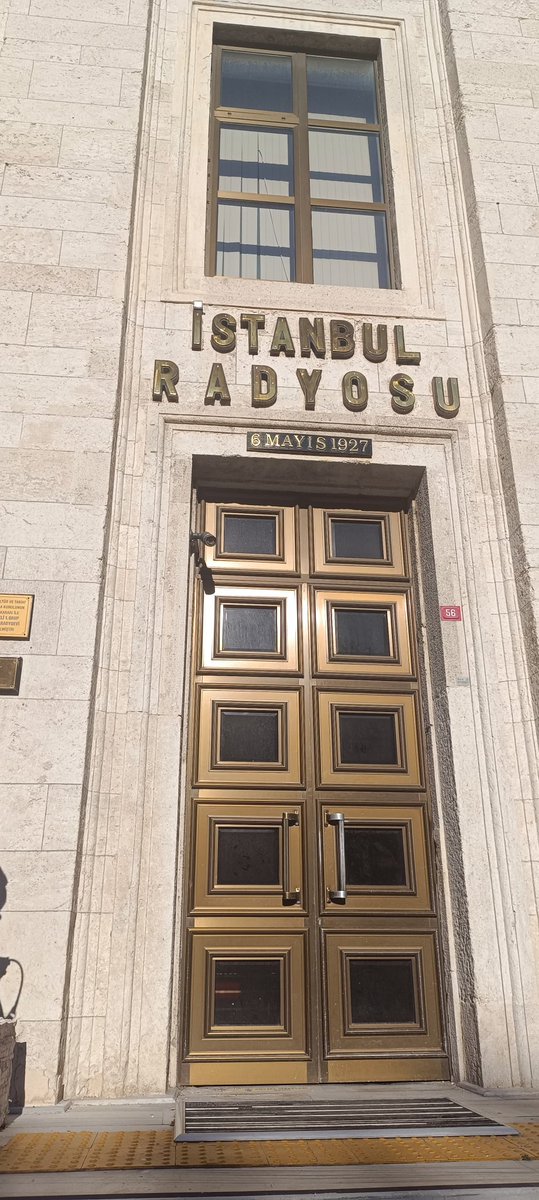 İSTANBUL
RADYOSU
6 MAYIS 1927
56